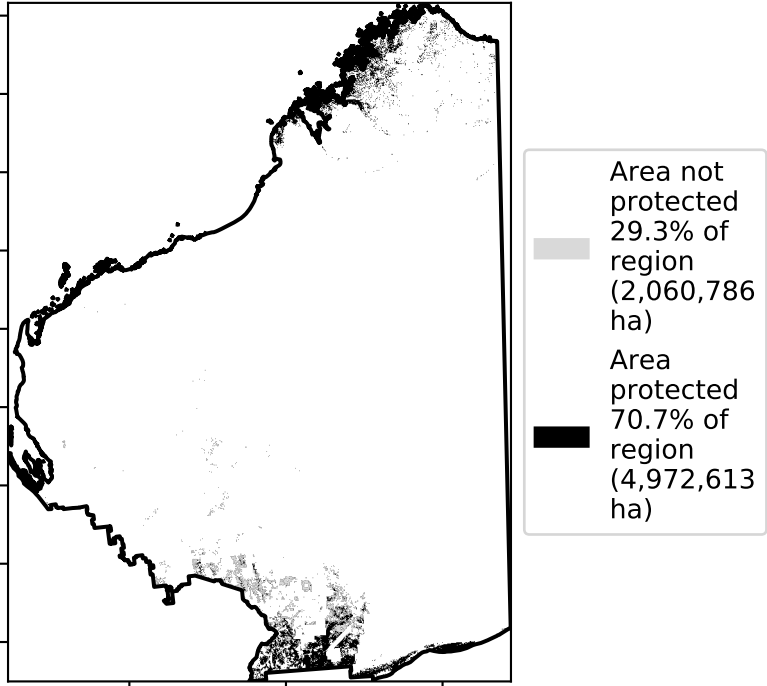 Area not
protected
29.3% of
region
(2,060,786
ha)
Area
protected
70.7% of
region
(4,972,613
ha)